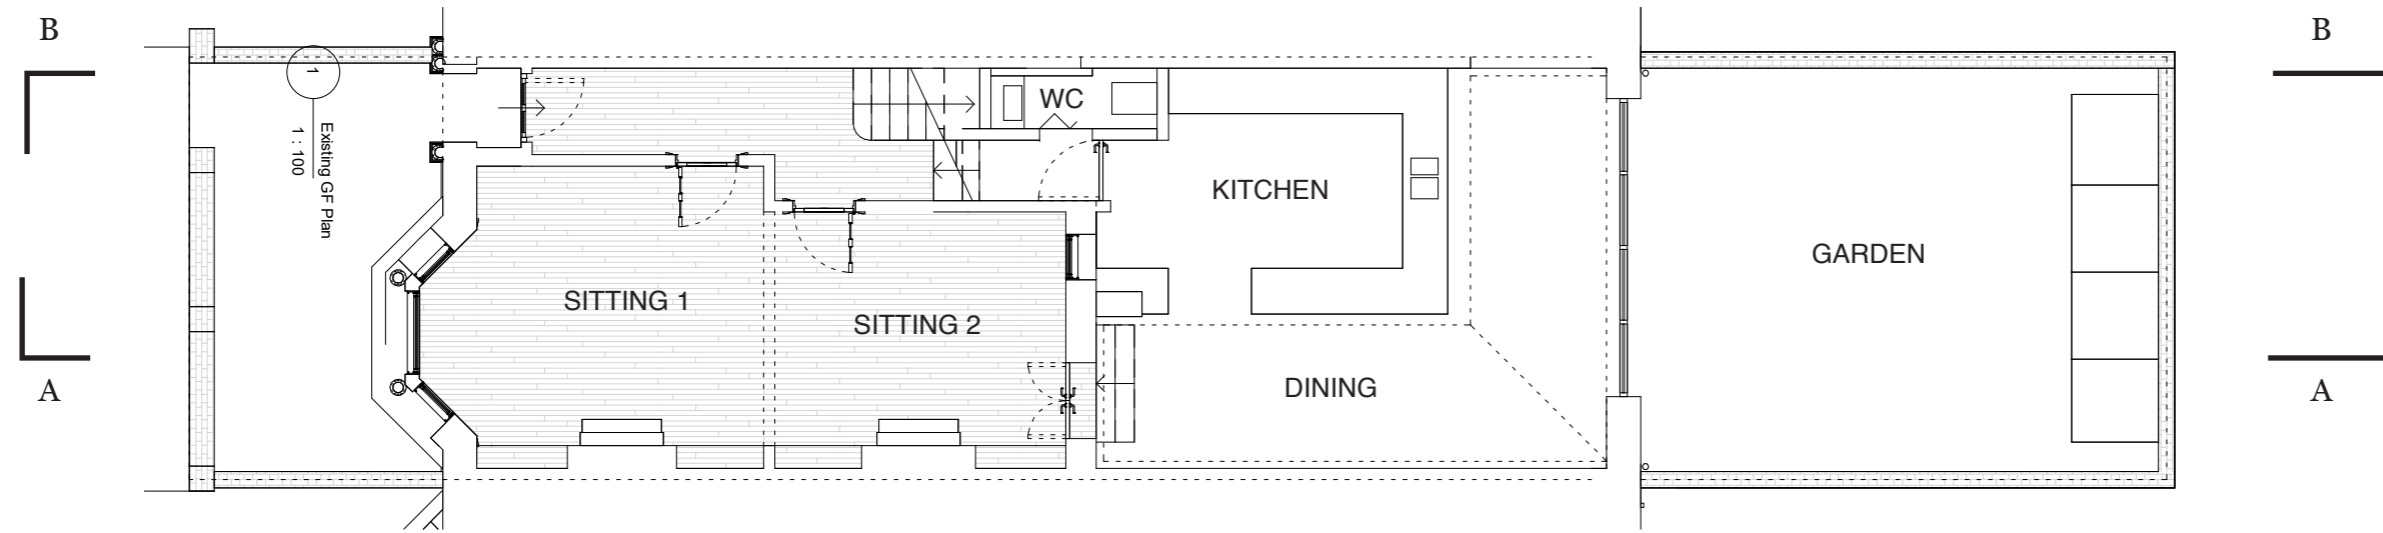 B
B
1
Existing GF Plan
1 : 100
WC
KITCHEN
GARDEN
SITTING 1
SITTING 2
DINING
A
A